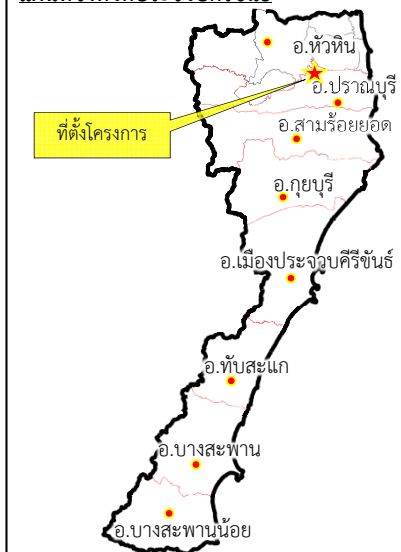 อ.หัวหิน
อ.ปราณบุรี
ที่ตั้งโครงการ
อ.สามร้อยยอด
อ.กุยบุรี
อ.เมืองประจวบคีรีขันธ์
อ.ทับสะแก
อ.บางสะพาน
อ.บางสะพานน้อย